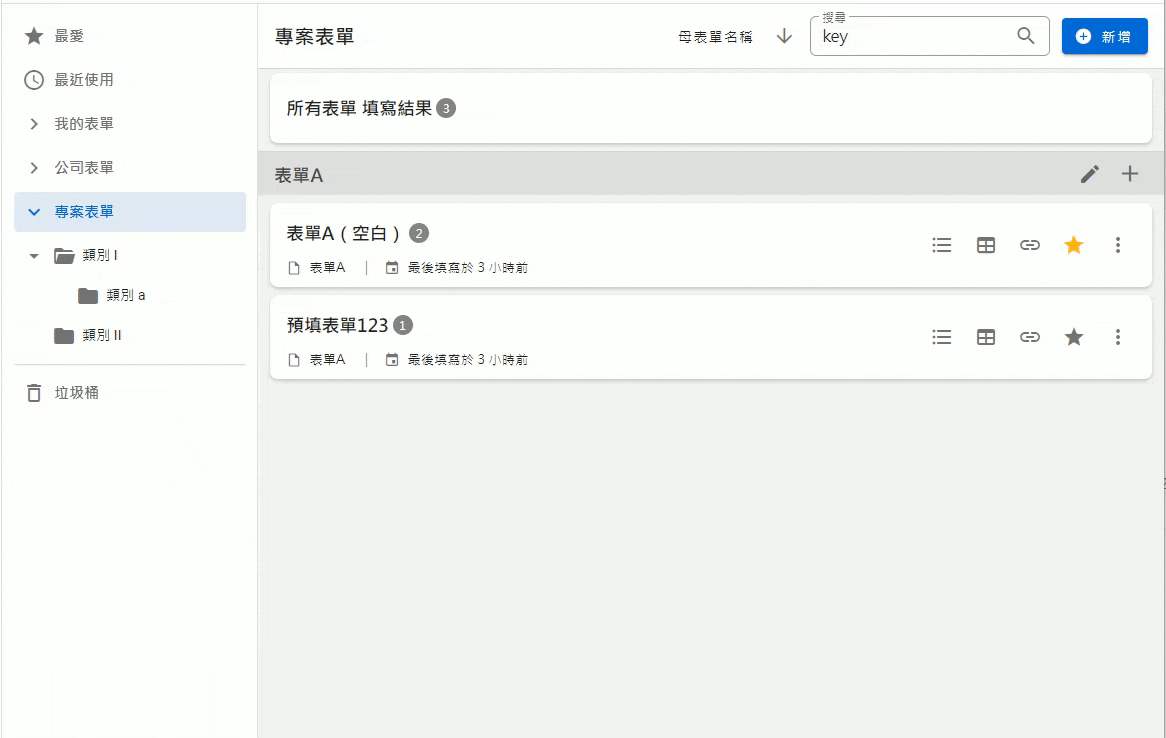 最愛
最近使用
我的表單
公司表單
專案表單
類別 I
類別 a
類別 II
垃圾桶
專案表單
母表單名稱
搜尋
key
新增
所有表單 填寫結果 3
表單A
表單A ( 空白 ) 2
表單A | 最後填寫於 3 小時前
預填表單123 1
表單A | 最後填寫於 3 小時前